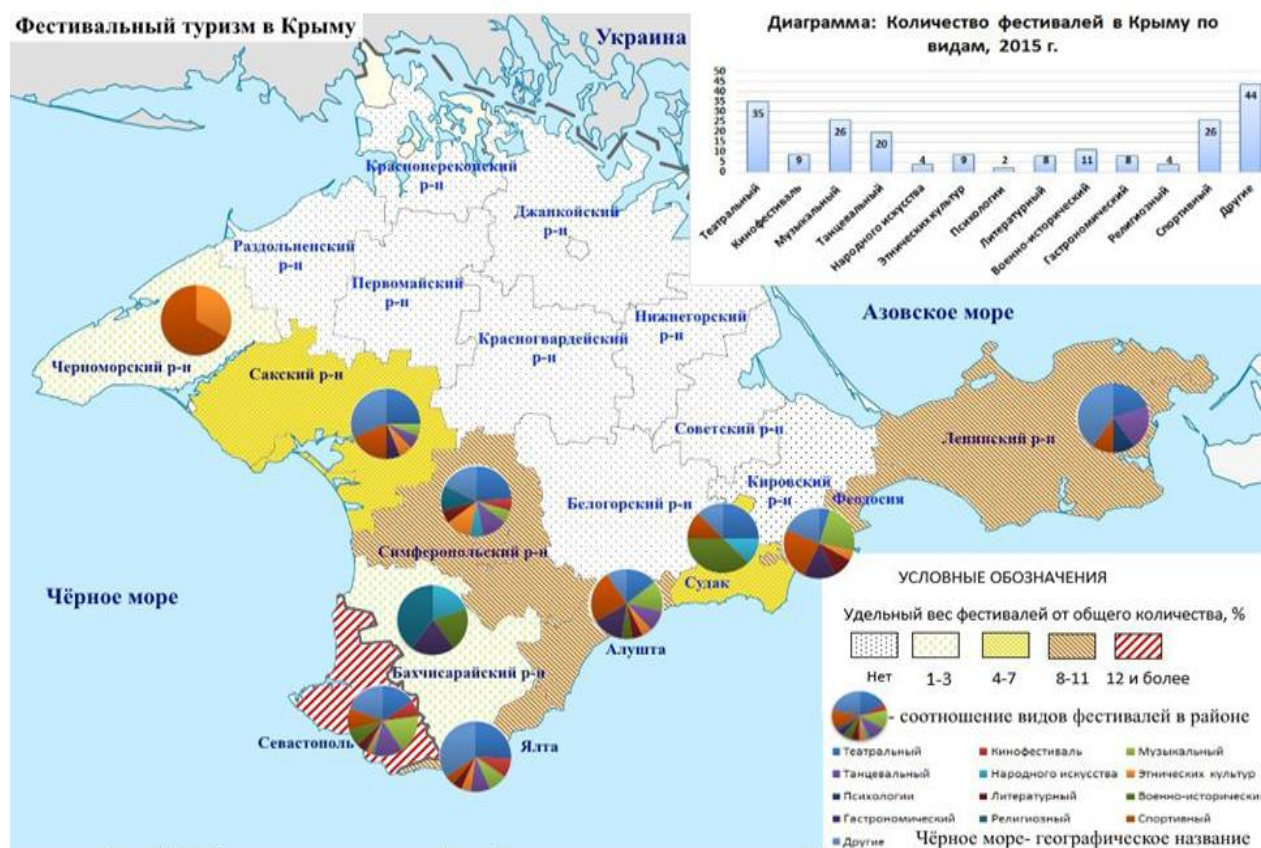 Фестивальный туризм в Крыму
Украина
Диаграмма: Количество фестивалей в Крыму по
видам, 2015 г.
50
45
40
35
30
25
20
15
10
5
0
35
9
26
20
4
9
2
8
11
8
4
26
44
Театральный
Кинофестиваль
Музыкальный
Танцевальный
Народного искусства
Этнических культур
Психологии
Литературный
Военно-исторический
Гастрономический
Религиозный
Спортивный
Другие
Красноперекопский
р-н
Джанкойский
р-н
Раздольненский
р-н
Первомайский
р-н
Нижнегорский
р-н
Красногвардейский
р-н
Азовское море
Черноморский р-н
Сакский р-н
Советский р-н
Ленинский р-н
Кировский
р-н
Белогорский р-н
Феодосия
Симферопольский р-н
Судак
Чёрное море
Алушта
Бахчисарайский р-н
Севастополь
Ялта
УСЛОВНЫЕ ОБОЗНАЧЕНИЯ
Удельный вес фестивалей от общего количества, %
Нет
1-3
4-7
8-11
12 и более
- соотношение видов фестивалей в районе
Театральный
Кинофестиваль
Музыкальный
Танцевальный
Народного искусства
Этнических культур
Психологии
Литературный
Военно-исторически
Гастрономический
Религиозный
Спортивный
Другие
Чёрное море- географическое название